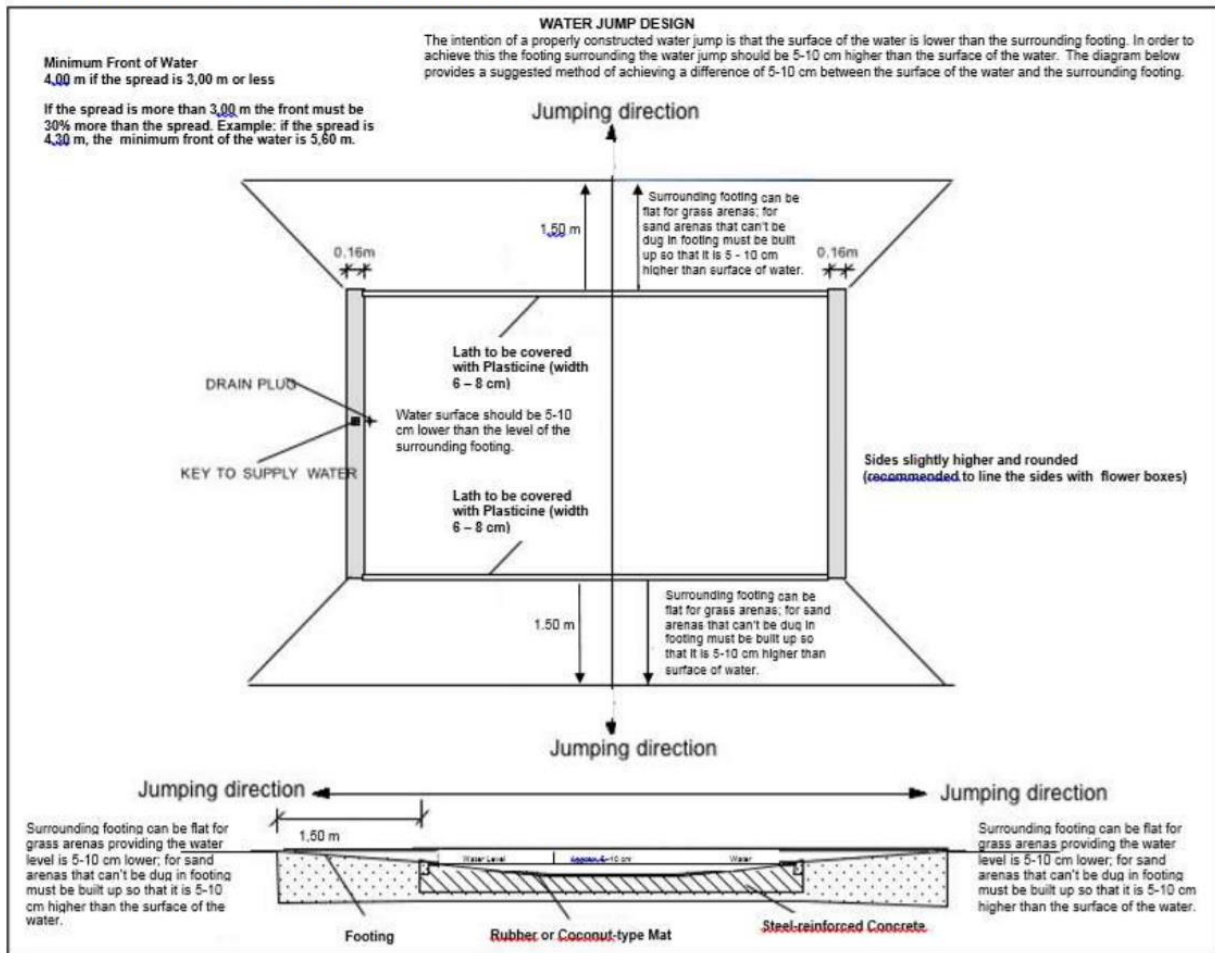 WATER JUMP DESIGN
The intention of a properly constructed water jump is that the surface of the water is lower than the surrounding footing. In order to
achieve this the footing surrounding the water jump should be 5-10 cm higher than the surface of the water. The diagram below
provides a suggested method of achieving a difference of 5-10 cm between the surface of the water and the surrounding footing.
Minimum Front of Water
4,00 m if the spread is 3,00 m or less
If the spread is more than 3,00 m the front must be
30% more than the spread. Example: if the spread is
4,30 m, the minimum front of the water is 5,60 m.
Jumping direction
1,50 m
Surrounding footing can be
flat for grass arenas; for
sand arenas that can't be
dug in footing must be built
up so that it is 5 - 10 cm
higher than surface of water.
0.16m
0.16m
Lath to be covered
with Plasticine (width
6 – 8 cm)
DRAIN PLUG
Water surface should be 5-10
cm lower than the level of the
surrounding footing.
KEY TO SUPPLY WATER
Sides slightly higher and rounded
(recommended to line the sides with flower boxes)
Lath to be covered
with Plasticine (width
6 – 8 cm)
1.50 m
Surrounding footing can be
flat for grass arenas; for sand
arenas that can't be dug in
footing must be built up so
that it is 5-10 cm higher than
surface of water.
Jumping direction
Jumping direction
Jumping direction
Surrounding footing can be flat for
grass arenas providing the water
level is 5-10 cm lower; for sand
arenas that can't be dug in footing
must be built up so that it is 5-10
cm higher than the surface of the
water.
1,50 m
Water Level
10 cm
Water
Surrounding footing can be flat for
grass arenas providing the water
level is 5-10 cm lower; for sand
arenas that can't be dug in footing
must be built up so that it is 5-10 cm
higher than the surface of the water.
Footing
Rubber or Coconut-type Mat
Steel-reinforced Concrete